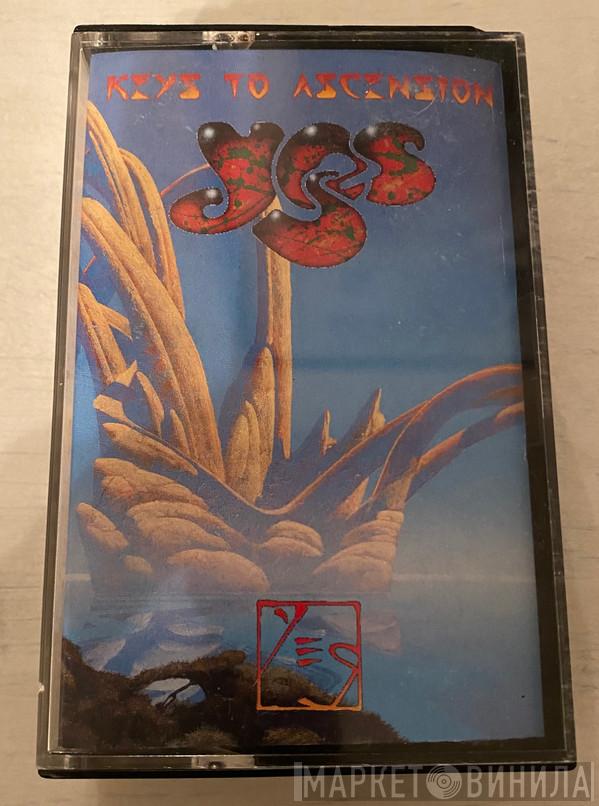 KEYS TO ASCENSION
YES
YES
МАРКЕТ ВИНИЛА